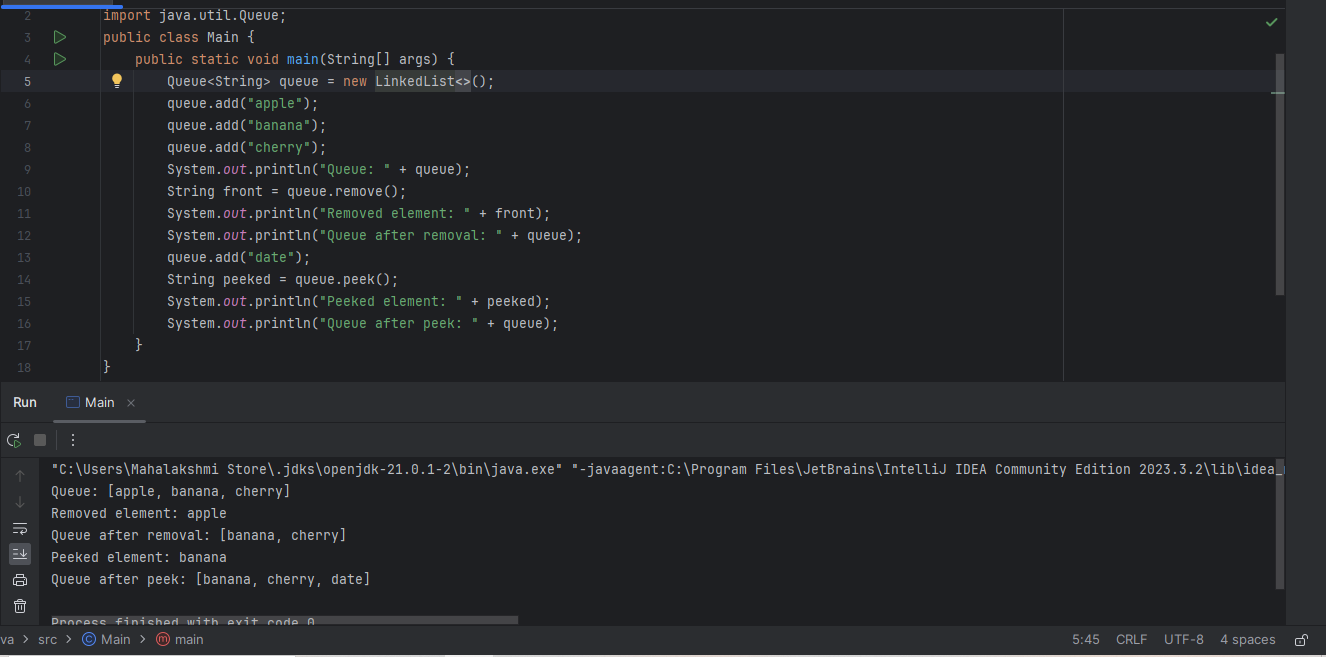 2 import java.util.Queue;
3 public class Main {
4 public static void main(String[] args) {
5 Queue<String> queue = new LinkedList<>();
6 queue.add("apple");
7 queue.add("banana");
8 queue.add("cherry");
9 System.out.println("Queue: " + queue);
10 String front = queue.remove();
11 System.out.println("Removed element: " + front);
12 System.out.println("Queue after removal: " + queue);
13 queue.add("date");
14 String peeked = queue.peek();
15 System.out.println("Peeked element: " + peeked);
16 System.out.println("Queue after peek: " + queue);
17 }
18 }
Run Main ×
"C:\Users\Mahalakshmi Store\.jdks\openjdk-21.0.1-2\bin\java.exe" "-javaagent:C:\Program Files\JetBrains\IntelliJ IDEA Community Edition 2023.3.2\lib\idea_
Queue: [apple, banana, cherry]
Removed element: apple
Queue after removal: [banana, cherry]
Peeked element: banana
Queue after peek: [banana, cherry, date]
Process finished with exit code 0
va > src > Main > main 5:45 CRLF UTF-8 4 spaces